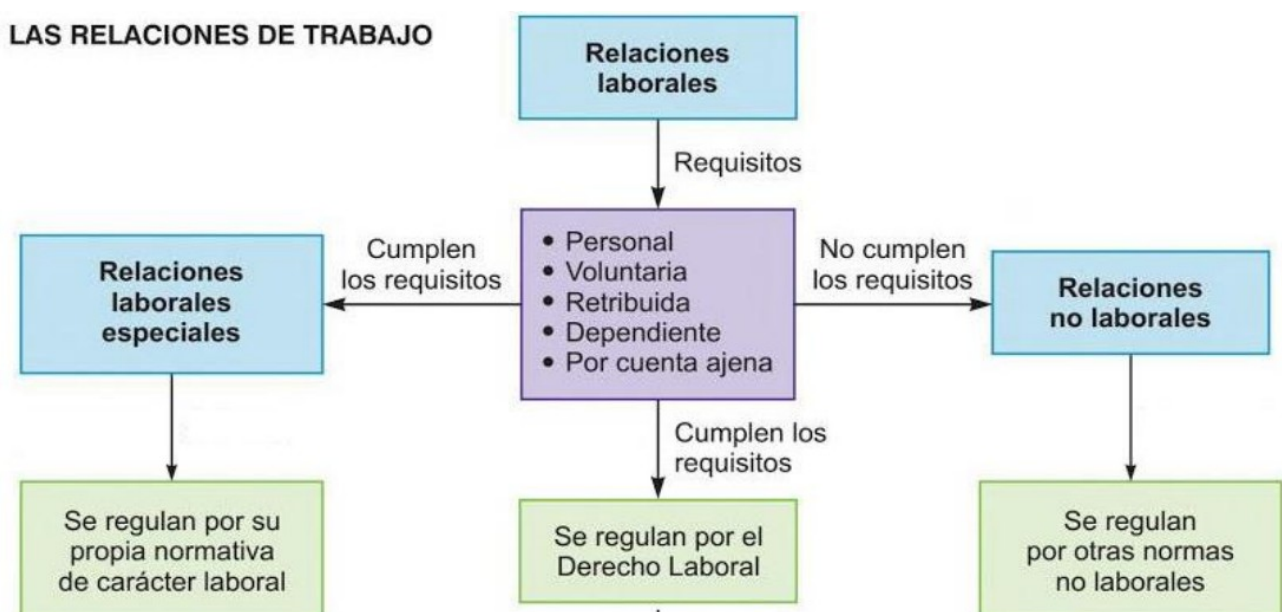 LAS RELACIONES DE TRABAJO
Relaciones
laborales
Requisitos
• Personal
• Voluntaria
• Retribuida
• Dependiente
• Por cuenta ajena
Cumplen
los requisitos
Relaciones
laborales
especiales
No cumplen
los requisitos
Relaciones
no laborales
Cumplen los
requisitos
Se regulan por su
propia normativa
de carácter laboral
Se regulan por el
Derecho Laboral
Se regulan
por otras normas
no laborales